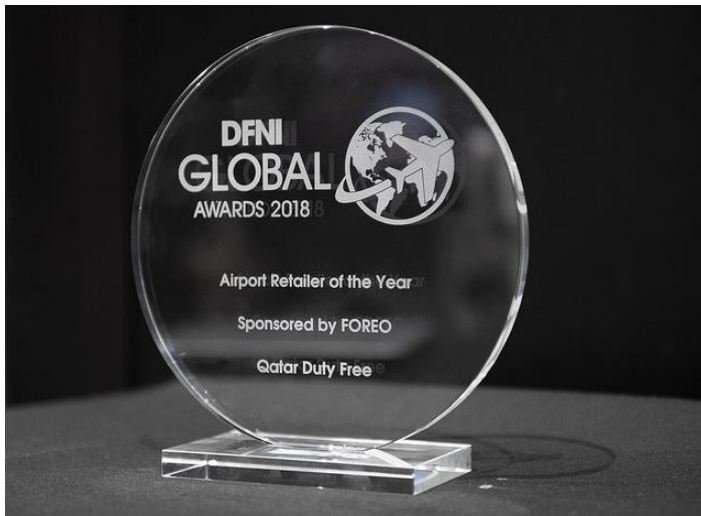 DFNI
GLOBAL
AWARDS 2018
Airport Retailer of the Year
Sponsored by FOREO
Qatar Duty Free